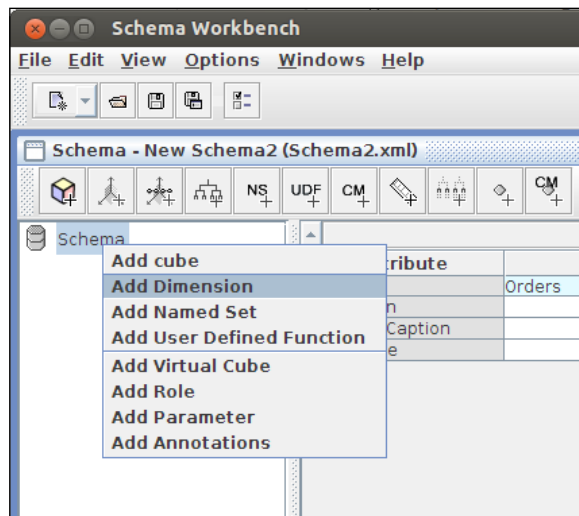 Schema Workbench
File Edit View Options Windows Help
Schema - New Schema2 (Schema2.xml)
NS UDF CM CM
Schema
Add cube
Add Dimension
Add Named Set
Add User Defined Function
Add Virtual Cube
Add Role
Add Parameter
Add Annotations
ribute
Orders
n
Caption
e